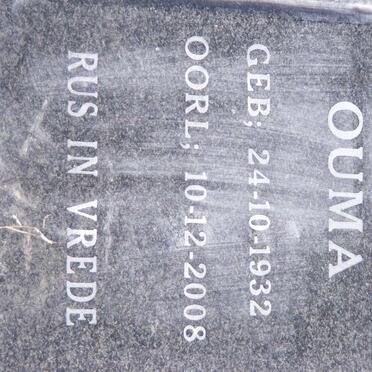 OUMA
GEB; 24-10-1932
OORL; 10-12-2008
RUS IN VREDE